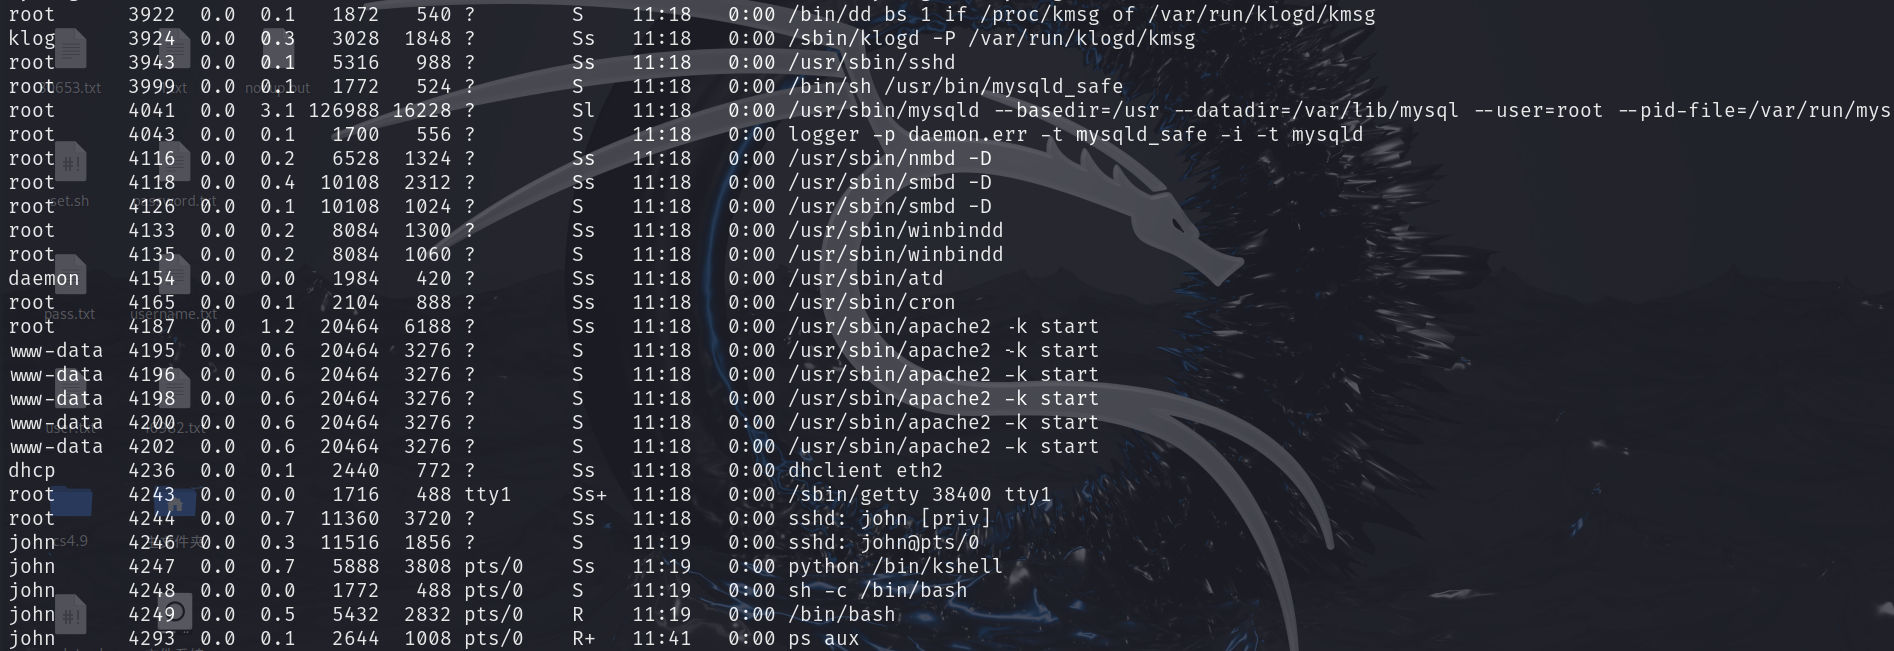 root 3922 0.0 0.1 1872 540 ? S 11:18 0:00 /bin/dd bs 1 if /proc/kmsg of /var/run/klogd/kmsg
klog 3924 0.0 0.3 3028 1848 ? Ss 11:18 0:00 /sbin/klogd -P /var/run/klogd/kmsg
root 3943 0.0 0.1 5316 988 ? Ss 11:18 0:00 /usr/sbin/sshd
root 3999 0.0 0.1 1772 524 ? S 11:18 0:00 /bin/sh /usr/bin/mysqld_safe
root 4041 0.0 3.1 126988 16228 ? Sl 11:18 0:00 /usr/sbin/mysqld --basedir=/usr --datadir=/var/lib/mysql --user=root --pid-file=/var/run/mys
root 4043 0.0 0.1 1700 556 ? S 11:18 0:00 logger -p daemon.err -t mysqld_safe -i -t mysqld
root 4116 0.0 0.2 6528 1324 ? Ss 11:18 0:00 /usr/sbin/nmbd -D
root 4118 0.0 0.4 10108 2312 ? Ss 11:18 0:00 /usr/sbin/smbd -D
root 4126 0.0 0.1 10108 1024 ? S 11:18 0:00 /usr/sbin/smbd -D
root 4133 0.0 0.2 8084 1300 ? Ss 11:18 0:00 /usr/sbin/winbindd
root 4135 0.0 0.2 8084 1060 ? S 11:18 0:00 /usr/sbin/winbindd
daemon 4154 0.0 0.0 1984 420 ? Ss 11:18 0:00 /usr/sbin/atd
root 4165 0.0 0.1 2104 888 ? Ss 11:18 0:00 /usr/sbin/cron
root 4187 0.0 1.2 20464 6188 ? Ss 11:18 0:00 /usr/sbin/apache2 -k start
www-data 4195 0.0 0.6 20464 3276 ? S 11:18 0:00 /usr/sbin/apache2 -k start
www-data 4196 0.0 0.6 20464 3276 ? S 11:18 0:00 /usr/sbin/apache2 -k start
www-data 4198 0.0 0.6 20464 3276 ? S 11:18 0:00 /usr/sbin/apache2 -k start
www-data 4200 0.0 0.6 20464 3276 ? S 11:18 0:00 /usr/sbin/apache2 -k start
www-data 4202 0.0 0.6 20464 3276 ? S 11:18 0:00 /usr/sbin/apache2 -k start
dhcp 4236 0.0 0.1 2440 772 ? Ss 11:18 0:00 dhclient eth2
root 4243 0.0 0.0 1716 488 tty1 Ss+ 11:18 0:00 /sbin/getty 38400 tty1
root 4244 0.0 0.7 11360 3720 ? Ss 11:18 0:00 sshd: john [priv]
john 4246 0.0 0.3 11516 1856 ? S 11:19 0:00 sshd: john@pts/0
john 4247 0.0 0.7 5888 3808 pts/0 Ss 11:19 0:00 python /bin/kshell
john 4248 0.0 0.0 1772 488 pts/0 S 11:19 0:00 sh -c /bin/bash
john 4249 0.0 0.5 5432 2832 pts/0 R 11:19 0:00 /bin/bash
john 4293 0.0 0.1 2644 1008 pts/0 R+ 11:41 0:00 ps aux
pass.txt username.txt